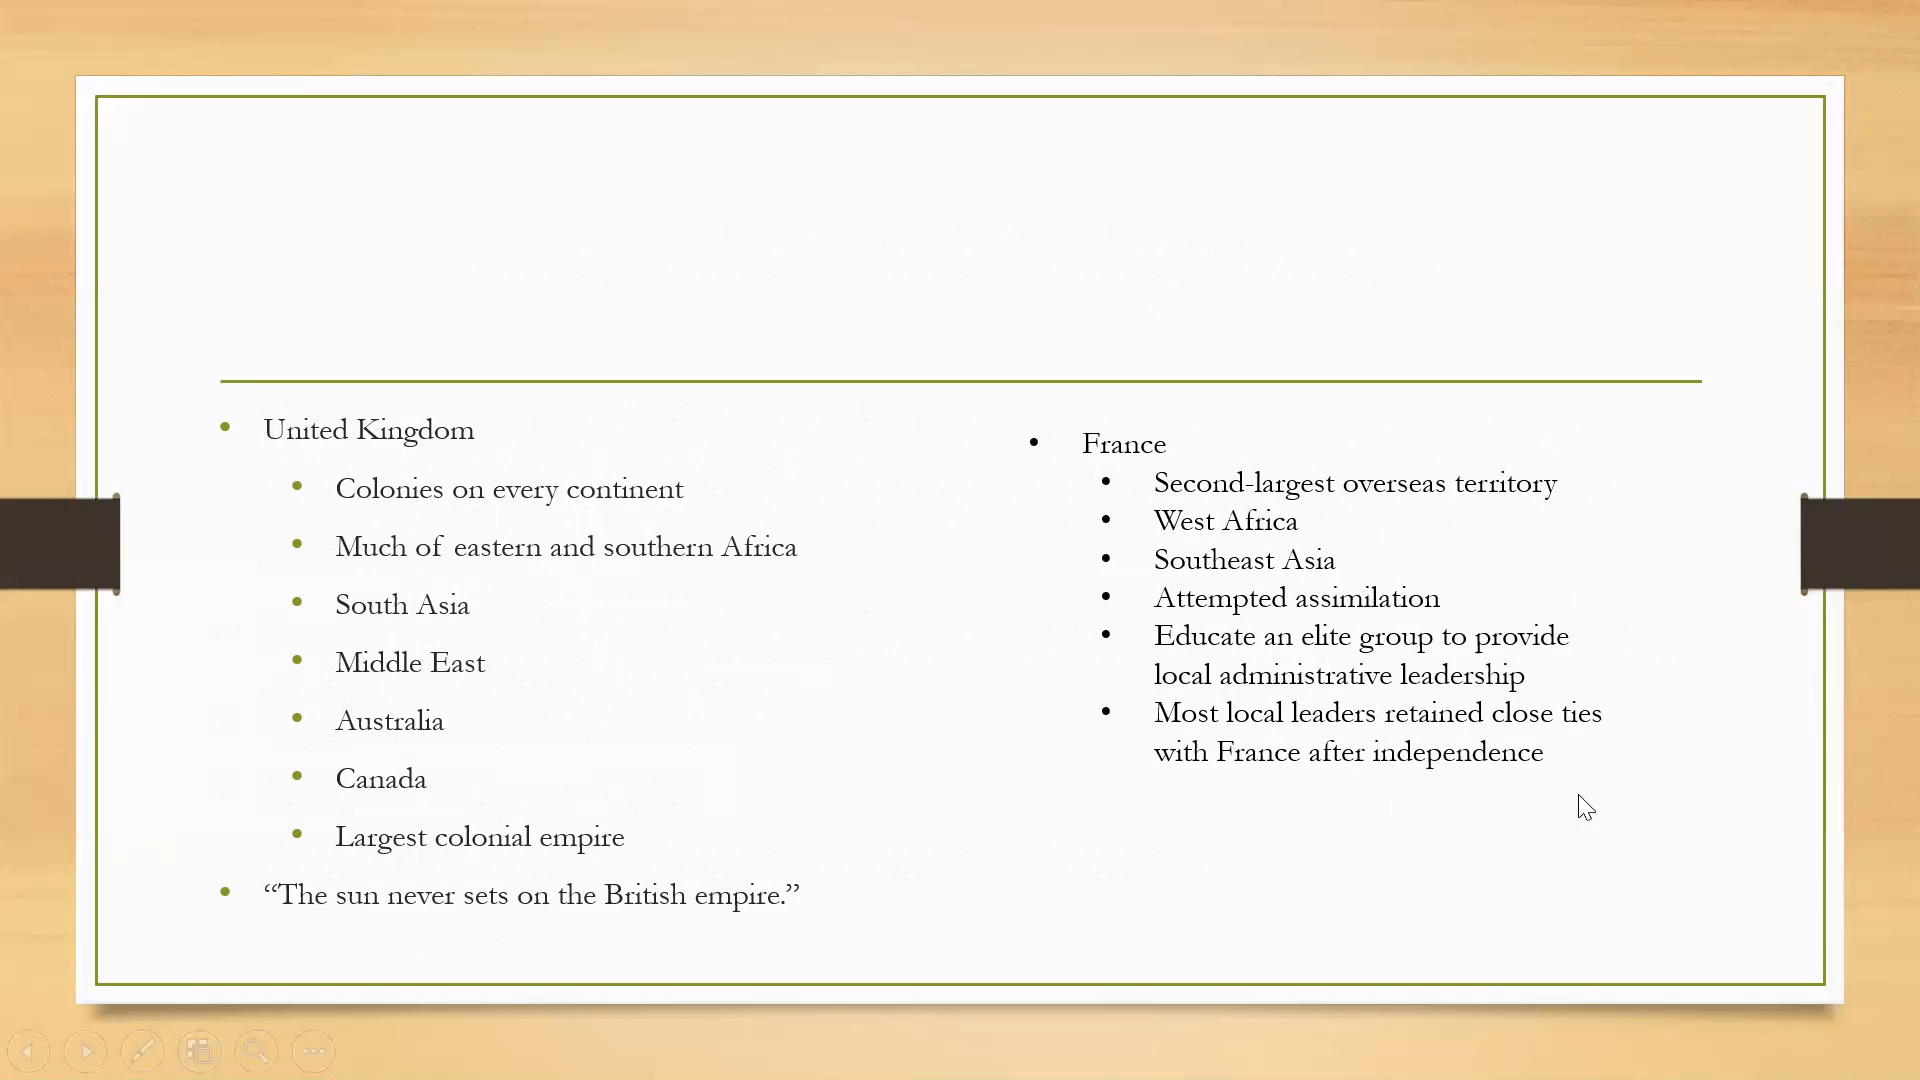 United Kingdom
Colonies on every continent
Much of eastern and southern Africa
South Asia
Middle East
Australia
Canada
Largest colonial empire
“The sun never sets on the British empire.”
France
Second-largest overseas territory
West Africa
Southeast Asia
Attempted assimilation
Educate an elite group to provide
local administrative leadership
Most local leaders retained close ties
with France after independence